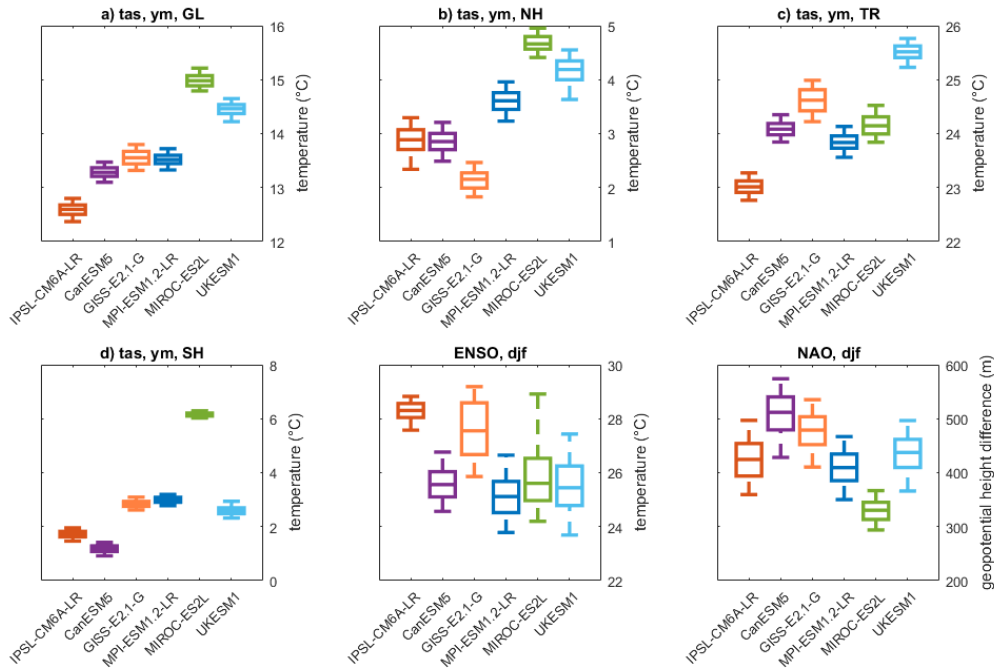 a) tas, ym, GL
16
15
14
13
12
temperature (°C)
IPSL-CM6A-LR
CanESM5
GISS-E2.1-G
MPI-ESM1.2-LR
MIROC-ES2L
UKESM1
b) tas, ym, NH
5
4
3
2
1
temperature (°C)
IPSL-CM6A-LR
CanESM5
GISS-E2.1-G
MPI-ESM1.2-LR
MIROC-ES2L
UKESM1
c) tas, ym, TR
26
25
24
23
22
temperature (°C)
IPSL-CM6A-LR
CanESM5
GISS-E2.1-G
MPI-ESM1.2-LR
MIROC-ES2L
UKESM1
d) tas, ym, SH
8
6
4
2
0
temperature (°C)
IPSL-CM6A-LR
CanESM5
GISS-E2.1-G
MPI-ESM1.2-LR
MIROC-ES2L
UKESM1
ENSO, djf
30
28
26
24
22
temperature (°C)
IPSL-CM6A-LR
CanESM5
GISS-E2.1-G
MPI-ESM1.2-LR
MIROC-ES2L
UKESM1
NAO, djf
600
500
400
300
200
geopotential height difference (m)
IPSL-CM6A-LR
CanESM5
GISS-E2.1-G
MPI-ESM1.2-LR
MIROC-ES2L
UKESM1